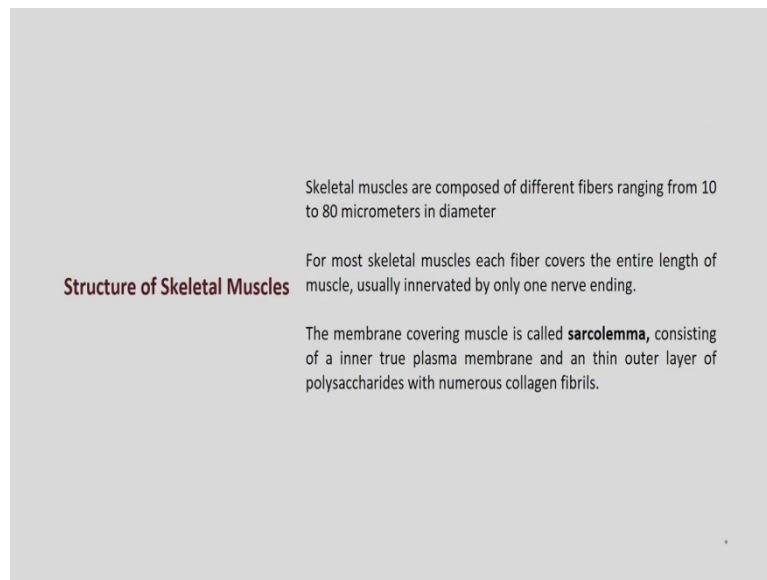 Skeletal muscles are composed of different fibers ranging from 10
to 80 micrometers in diameter
For most skeletal muscles each fiber covers the entire length of
Structure of Skeletal Muscles
muscle, usually innervated by only one nerve ending.
The membrane covering muscle is called sarcolemma, consisting
of a inner true plasma membrane and an thin outer layer of
polysaccharides with numerous collagen fibrils.